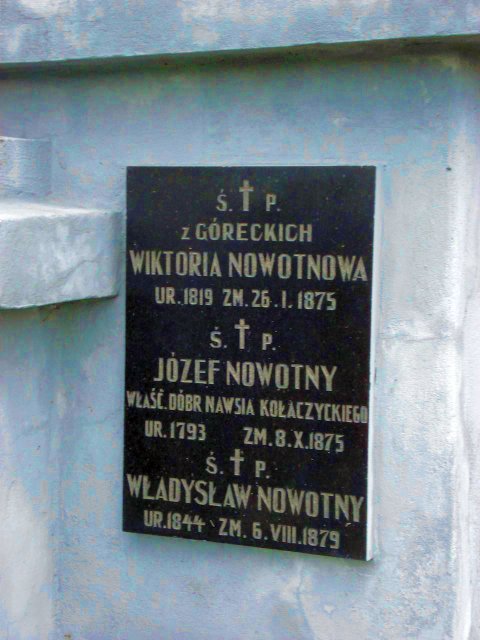 Ś. † P.
Z GÓRECKICH
WIKTORIA NOWOTNOWA
UR. 1819 ZM. 26. I. 1875
Ś. † P.
JÓZEF NOWOTNY
WŁAŚĆ. DÓBR NAWSIA KOŁACZYCKIEGO
UR. 1793 ZM. 8. X. 1875
Ś. † P.
WŁADYSŁAW NOWOTNY
UR. 1844 ZM. 6. VIII. 1879